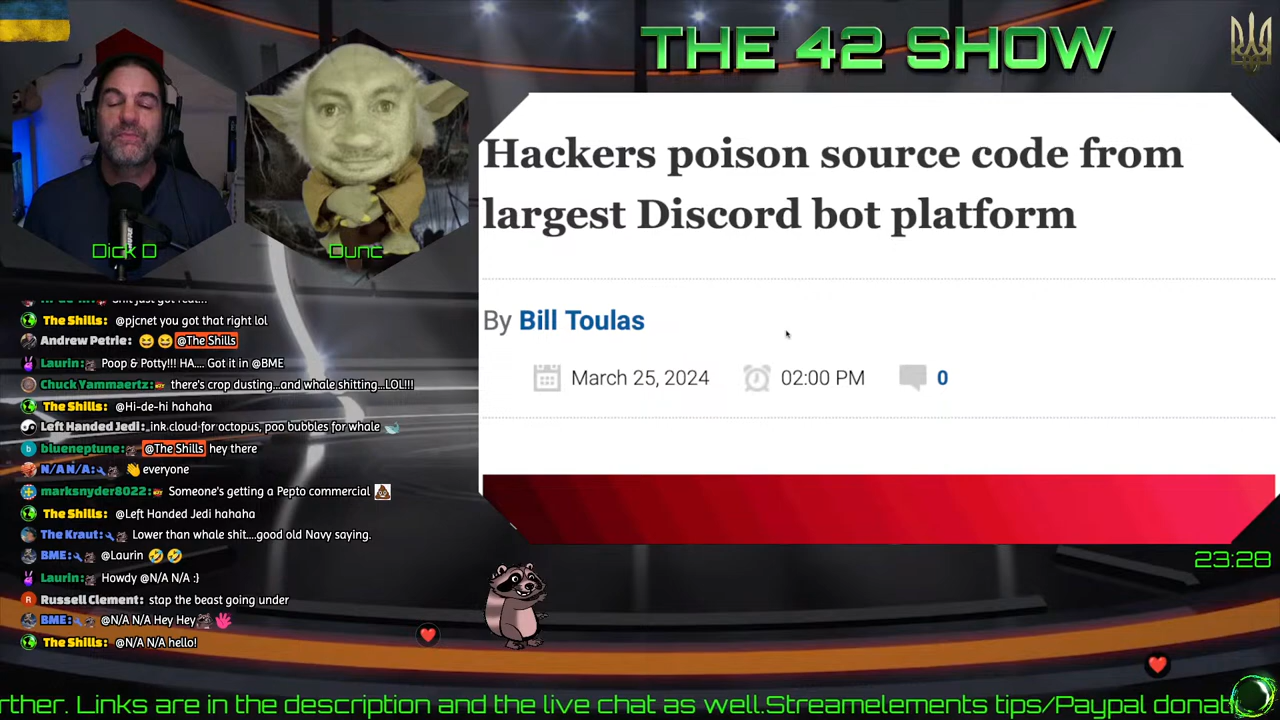 THE 42 SHOW
Dick D
Dunc
Hackers poison source code from
largest Discord bot platform
By Bill Toulas
March 25, 2024 02:00 PM 0
Shit just got real...
The Shills: @pjcnet you got that right lol
Andrew Petrie: 😆 😆 @The Shills
Laurin: Poop & Potty!!! HA.... Got it in @BME
Chuck Yammaertz: there's crop dusting...and whale shitting...LOL!!!
The Shills: @Hi-de-hi hahaha
Left Handed Jedi: ink cloud for octopus, poo bubbles for whale 🐳
blueneptune: @The Shills hey there
N/A N/A: 👋 everyone
marksnyder8022: Someone's getting a Pepto commercial 💩
The Shills: @Left Handed Jedi hahaha
The Kraut: Lower than whale shit....good old Navy saying.
BME: @Laurin 🤣 🤣
Laurin: Howdy @N/A N/A :}
Russell Clement: stap the beast going under
BME: @N/A N/A Hey Hey 👋
The Shills: @N/A N/A hello!
23:28
rther. Links are in the description and the live chat as well.Streamelements tips/Paypal donat